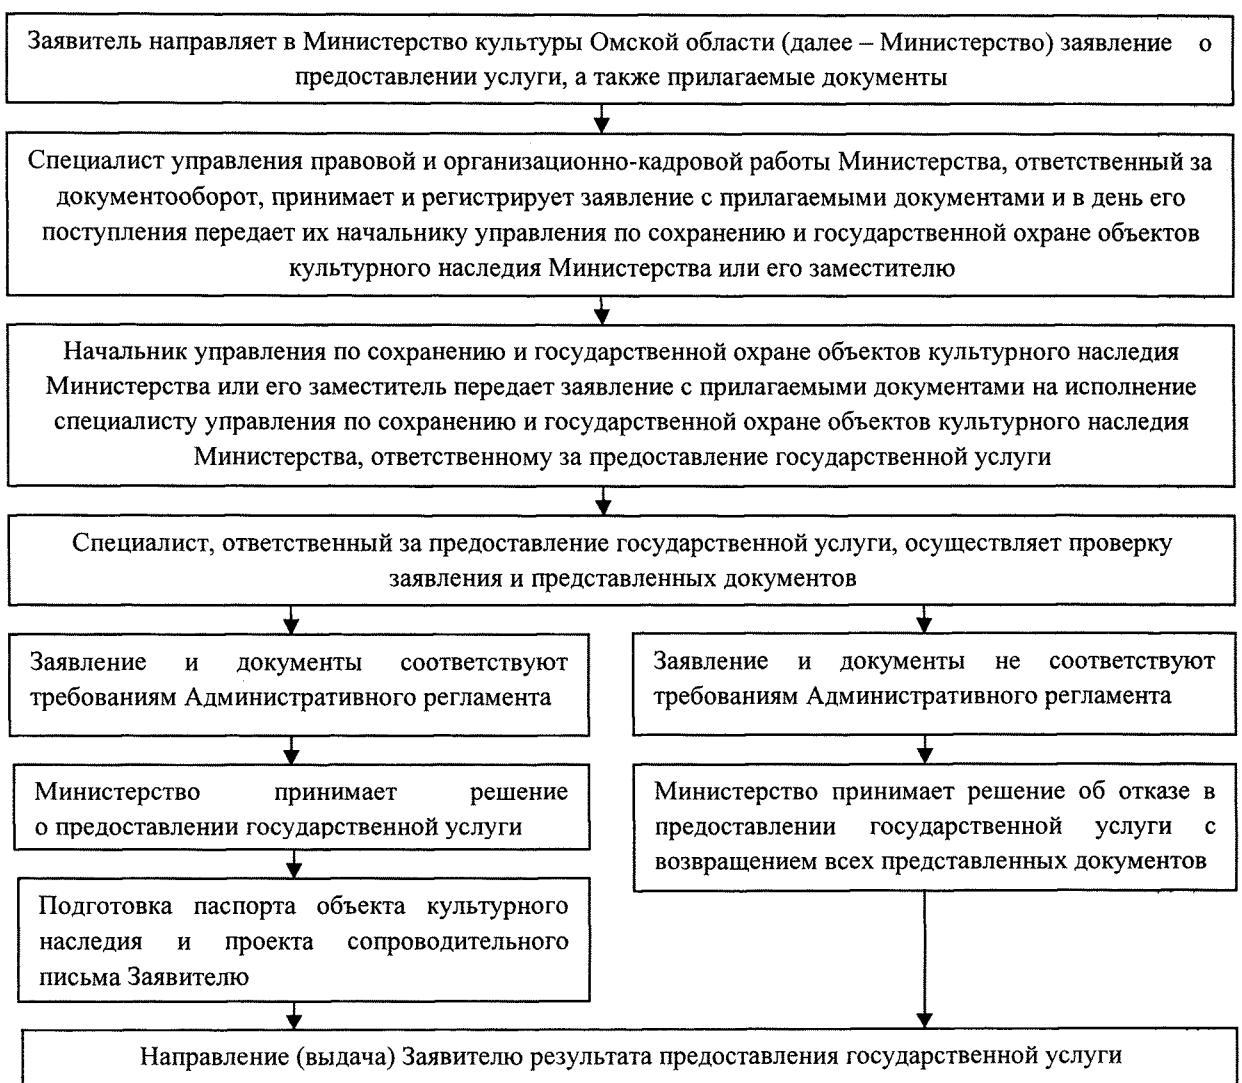 Заявитель направляет в Министерство культуры Омской области (далее – Министерство) заявление о
предоставлении услуги, а также прилагаемые документы
Специалист управления правовой и организационно-кадровой работы Министерства, ответственный за
документооборот, принимает и регистрирует заявление с прилагаемыми документами и в день его
поступления передает их начальнику управления по сохранению и государственной охране объектов
культурного наследия Министерства или его заместителю
Начальник управления по сохранению и государственной охране объектов культурного наследия
Министерства или его заместитель передает заявление с прилагаемыми документами на исполнение
специалисту управления по сохранению и государственной охране объектов культурного наследия
Министерства, ответственному за предоставление государственной услуги
Специалист, ответственный за предоставление государственной услуги, осуществляет проверку
заявления и представленных документов
Заявление и документы соответствуют
требованиям Административного регламента
Заявление и документы не соответствуют
требованиям Административного регламента
Министерство принимает решение
о предоставлении государственной услуги
Министерство принимает решение об отказе в
предоставлении государственной услуги с
возвращением всех представленных документов
Подготовка паспорта объекта культурного
наследия и проекта сопроводительного
письма Заявителю
Направление (выдача) Заявителю результата предоставления государственной услуги